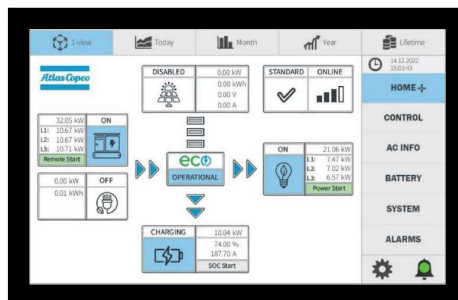 1-view
Today
Month
Year
Lifetime
Atlas Copco
DISABLED
0.00 kW
0.00 kWh
0.00 V
0.00 A
STANDARD
ONLINE
14.12.2022
15:03:43
HOME
CONTROL
AC INFO
BATTERY
SYSTEM
ALARMS
32.05 kW
ON
L1: 10.67 kW
L2: 10.67 kW
L3: 10.71 kW
Remote Start
0.00 kW
OFF
0.01 kWh
eco
OPERATIONAL
ON
21.06 kW
L1: 7.47 kW
L2: 7.02 kW
L3: 6.57 kW
Power Start
CHARGING
10.04 kW
74.00 %
187.70 A
SOC Start